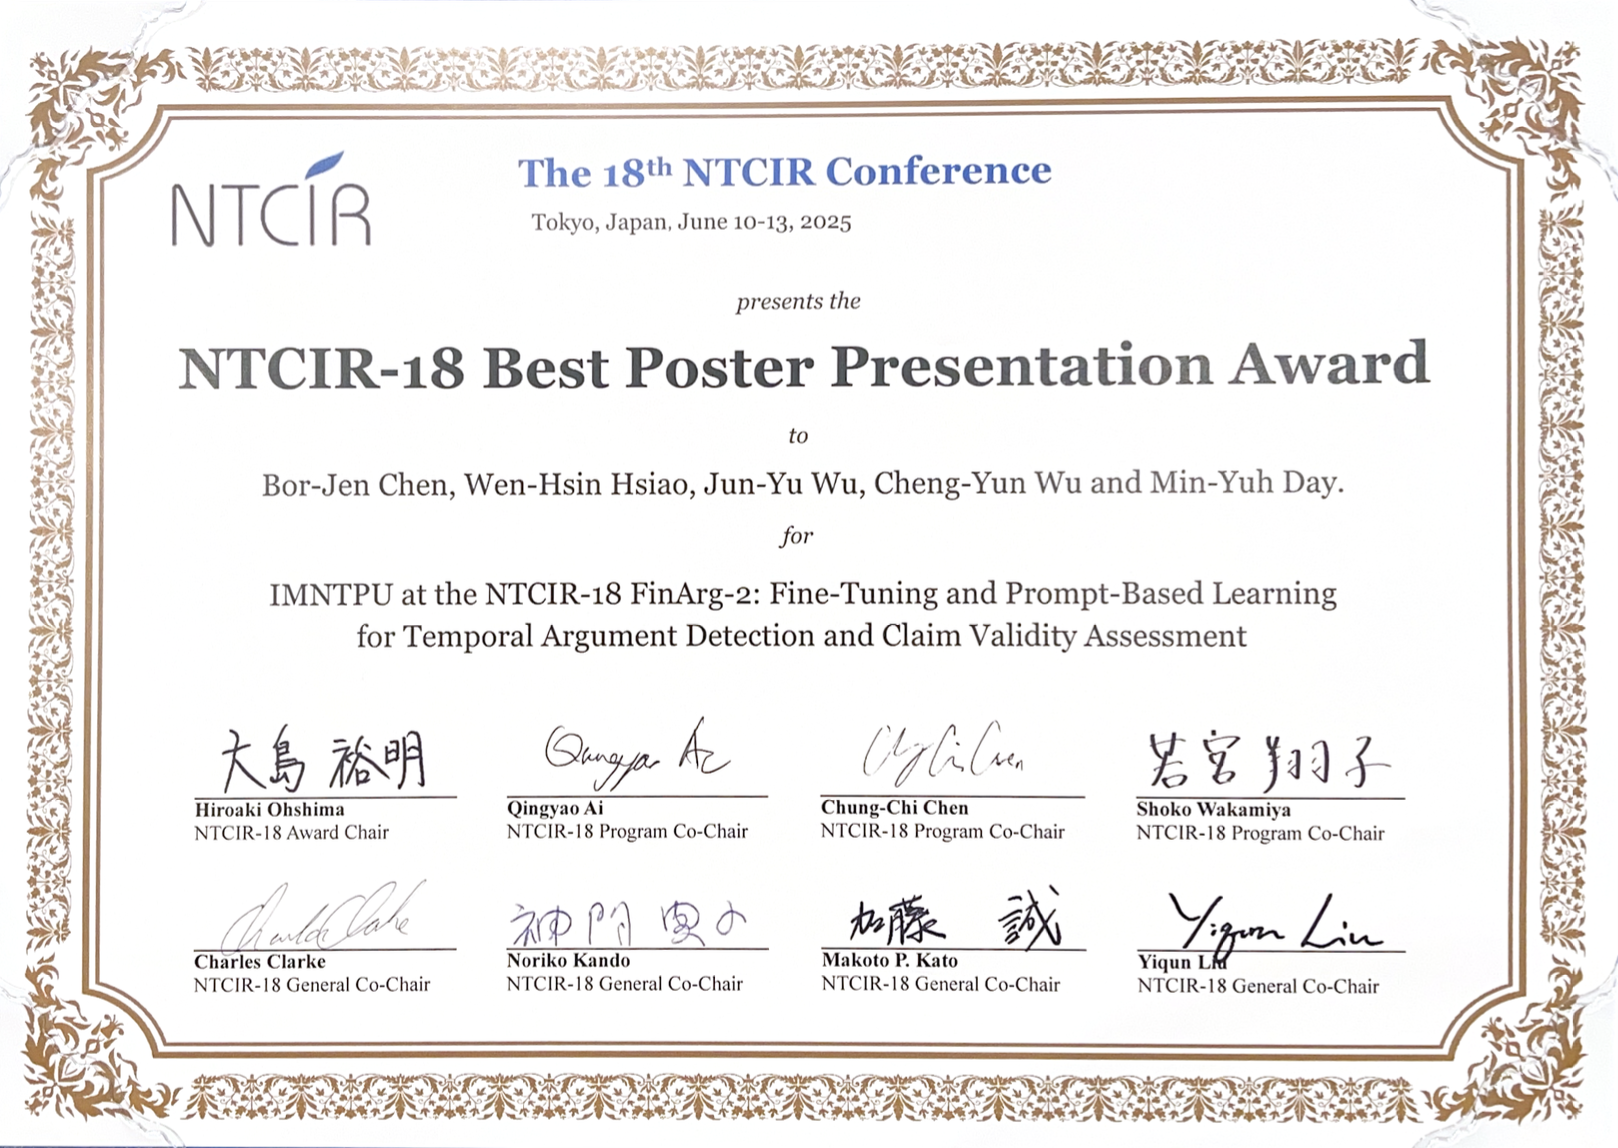 NTCIR
The 18th NTCIR Conference
Tokyo, Japan, June 10-13, 2025
presents the
NTCIR-18 Best Poster Presentation Award
to
Bor-Jen Chen, Wen-Hsin Hsiao, Jun-Yu Wu, Cheng-Yun Wu and Min-Yuh Day.
for
IMNTPU at the NTCIR-18 FinArg-2: Fine-Tuning and Prompt-Based Learning
for Temporal Argument Detection and Claim Validity Assessment
大島 裕明 Qingyao Ai Chung-Chi Chen 若宮 翔子
Hiroaki Ohshima Qingyao Ai Chung-Chi Chen Shoko Wakamiya
NTCIR-18 Award Chair NTCIR-18 Program Co-Chair NTCIR-18 Program Co-Chair NTCIR-18 Program Co-Chair
Charles Clarke 神門 典子 加藤 誠 Yiqun Liu
Charles Clarke Noriko Kando Makoto P. Kato Yiqun Liu
NTCIR-18 General Co-Chair NTCIR-18 General Co-Chair NTCIR-18 General Co-Chair NTCIR-18 General Co-Chair